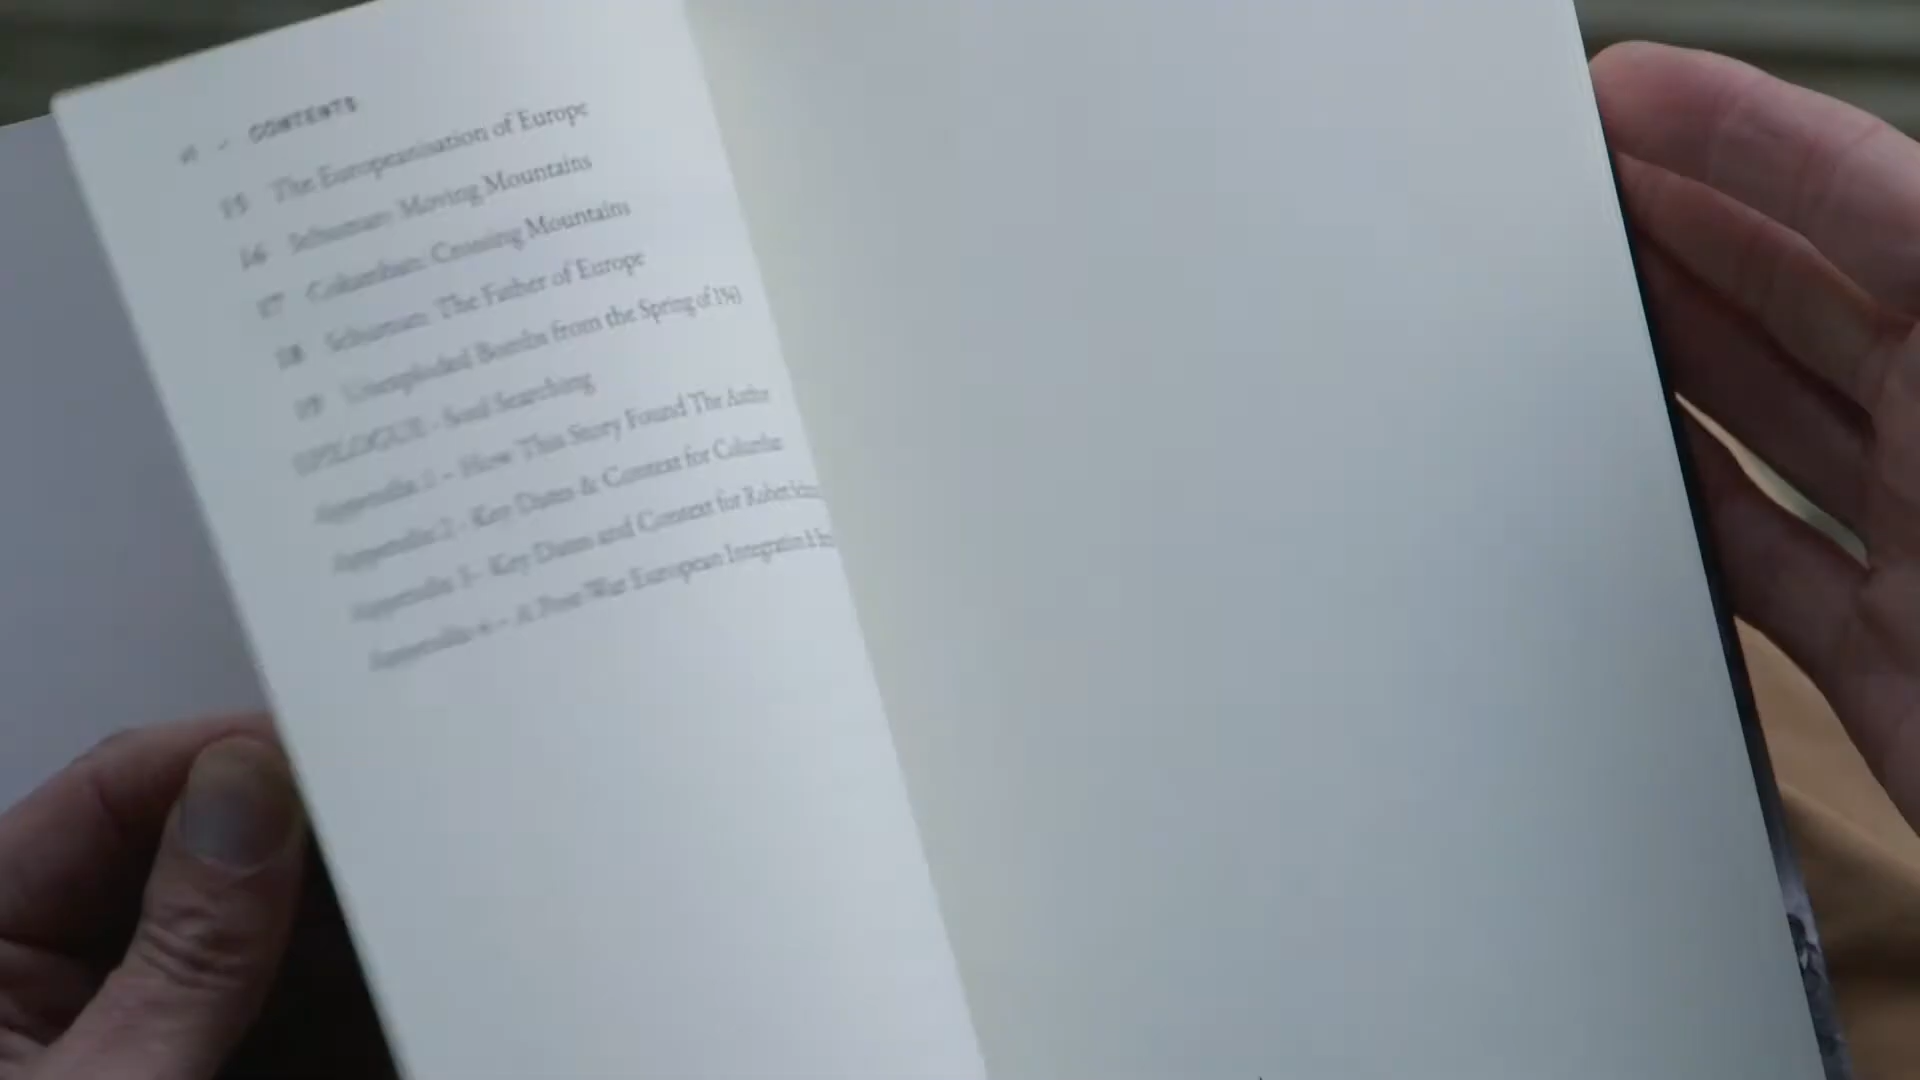 CONTENTS
15 The Europeanisation of Europe
16 Schuman: Moving Mountains
17 Columban: Crossing Mountains
18 Schuman: The Father of Europe
19 Unexploded Bombs from the Spring of
EPILOGUE - Soul Searching
Appendix 1 - How This Story Found The
Appendix 2 - Key Dates & Context for
Appendix 3 - Key Dates and Context for Robert
Appendix 4 - A Post War European Integration